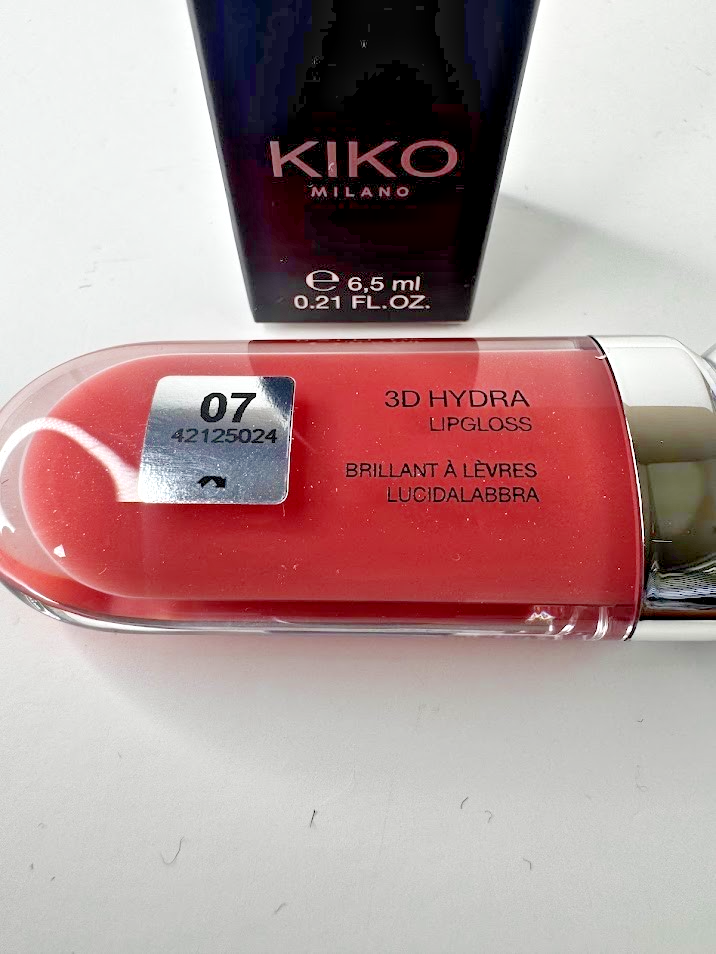 KIKO
MILANO
℮ 6,5 ml
0.21 FL.OZ.
07
42125024
3D HYDRA
LIPGLOSS
BRILLANT À LÈVRES
LUCIDALABBRA